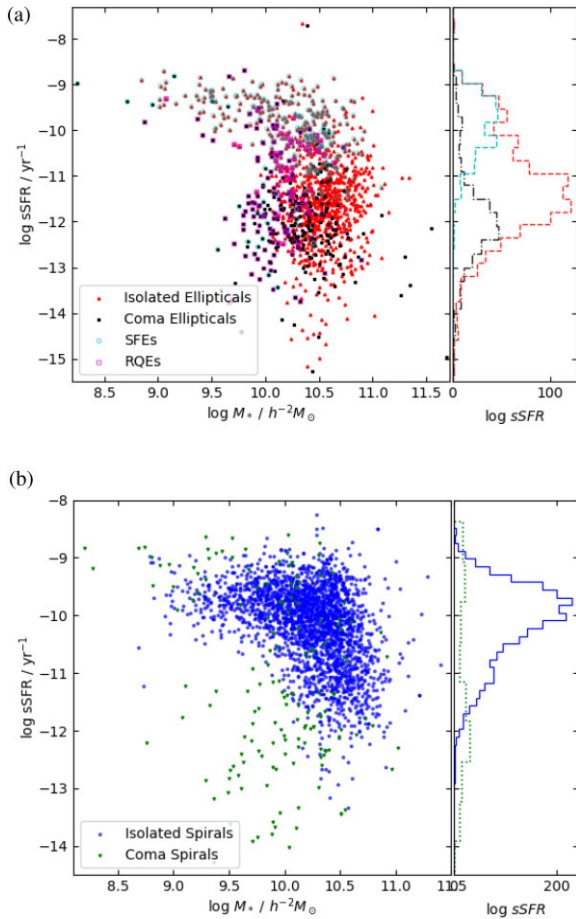 (a)
−7
−8
−9
−10
−11
−12
−13
−14
−15
log sSFR / yr⁻¹
Isolated Ellipticals
Coma Ellipticals
SFEs
RQEs
8.5 9.0 9.5 10.0 10.5 11.0 11.5 0 100
log M* / h⁻²M⊙ log sSFR
(b)
−8
−9
−10
−11
−12
−13
−14
log sSFR / yr⁻¹
Isolated Spirals
Coma Spirals
8.5 9.0 9.5 10.0 10.5 11.0 11.05 200
log M* / h⁻²M⊙ log sSFR